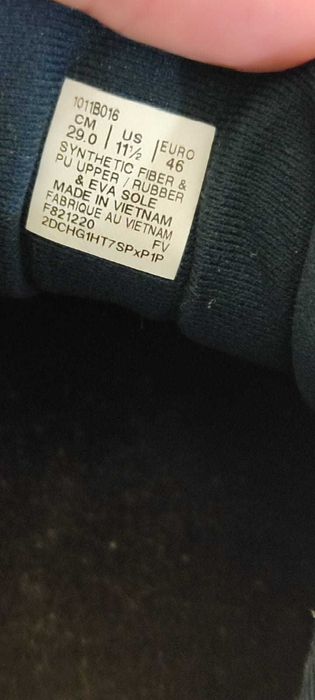 1011B016
CM | US | EURO
29.0 | 11½ | 46
SYNTHETIC FIBER &
PU UPPER / RUBBER
& EVA SOLE
MADE IN VIETNAM
FABRIQUE AU VIETNAM
F821220 FV
2DCHG1HT7SPxP1P